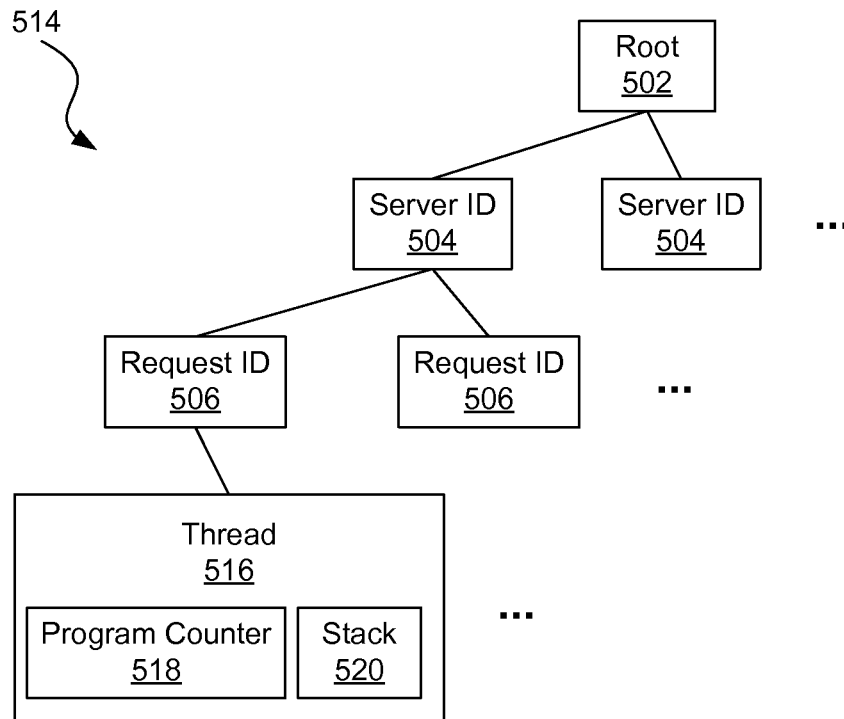 514
Root
502
Server ID
504
Server ID
504
...
Request ID
506
Request ID
506
...
Thread
516
Program Counter
518
Stack
520
...